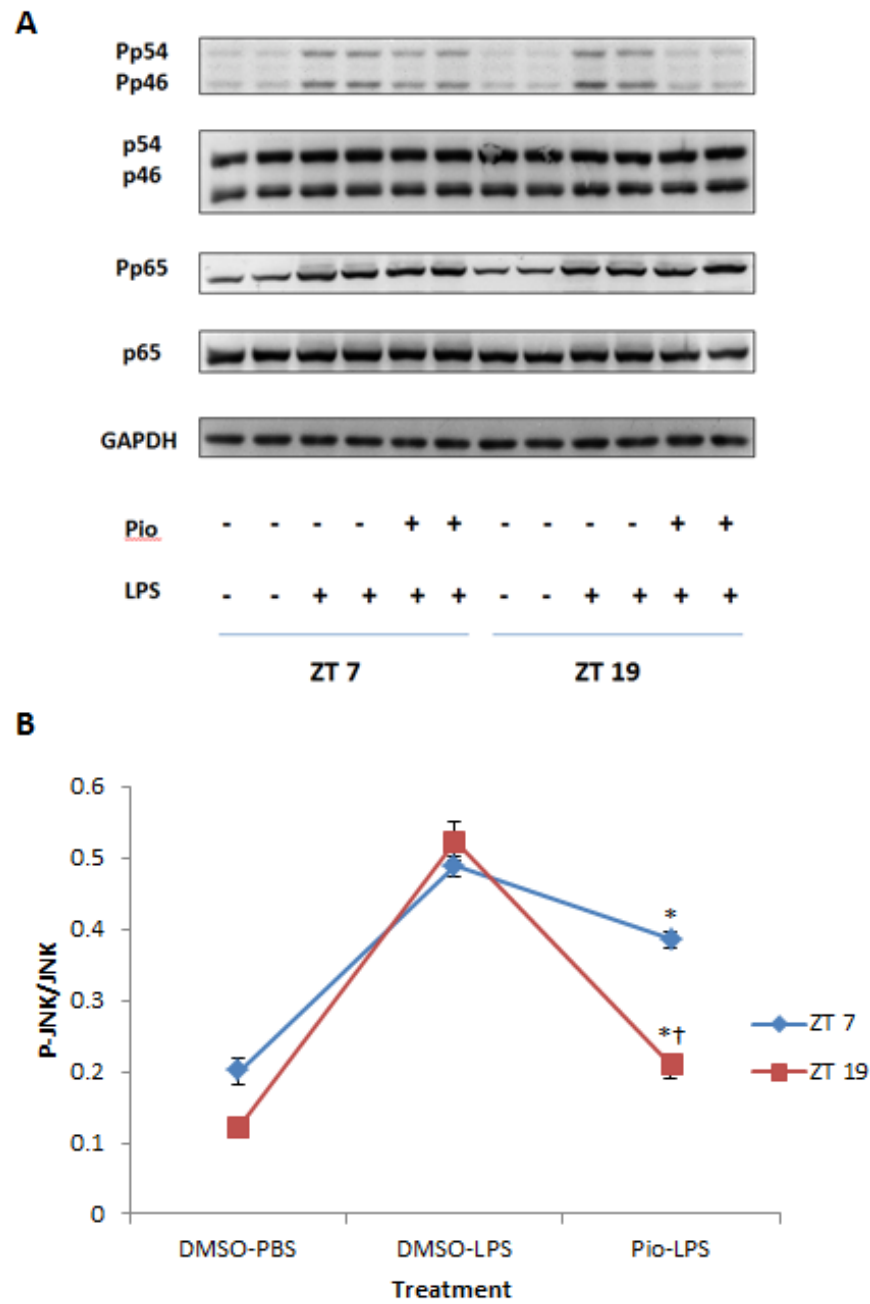 A
Pp54
Pp46
p54
p46
Pp65
p65
GAPDH
Pio - - - - + + - - - - + +
LPS - - + + + + - - + + + +
ZT 7 ZT 19
B
0.6
0.5
0.4
0.3
0.2
0.1
0
P-JNK/JNK
*
*†
ZT 7
ZT 19
DMSO-PBS DMSO-LPS Pio-LPS
Treatment